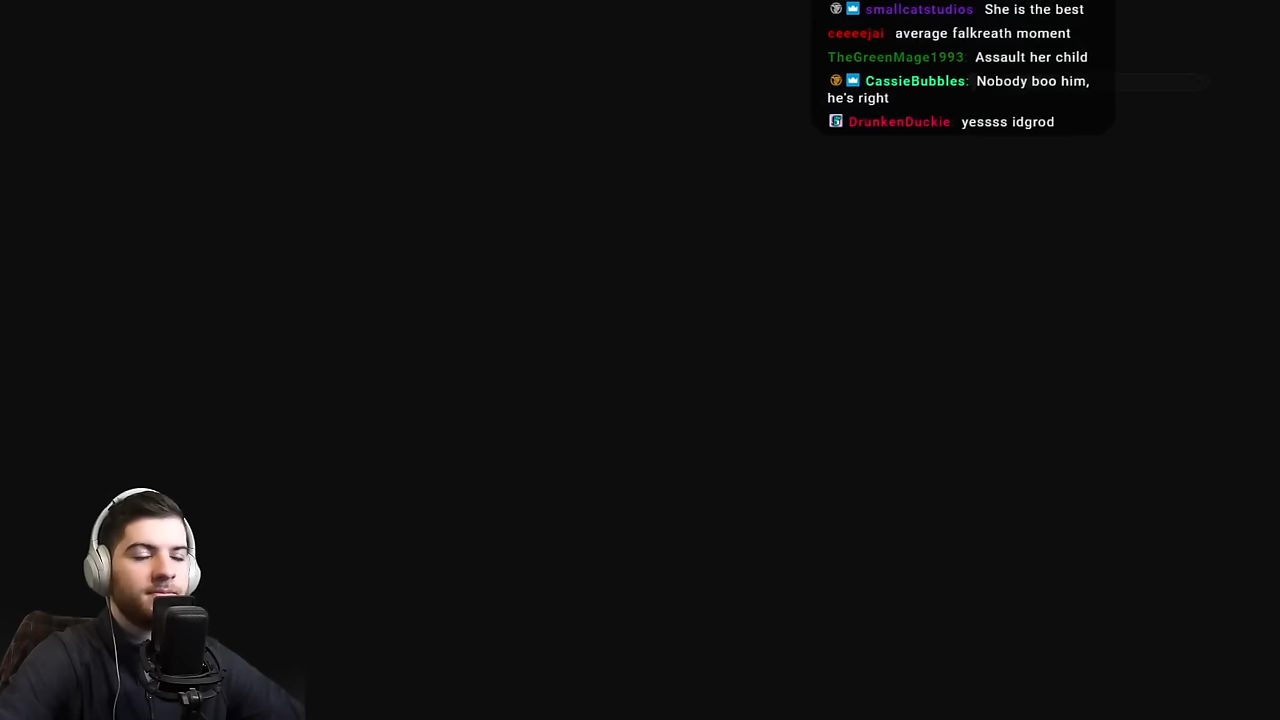 smallcatstudios She is the best
ceeeejai average falkreath moment
TheGreenMage1993: Assault her child
CassieBubbles: Nobody boo him,
he's right
DrunkenDuckie yessss idgrod